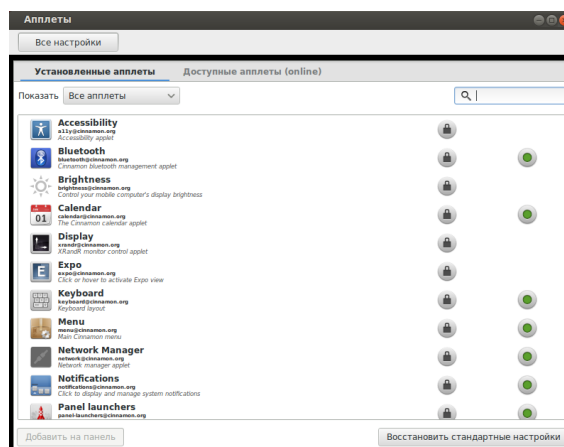 Апплеты
Все настройки
Установленные апплеты Доступные апплеты (online)
Показать Все апплеты
Accessibility
a11y@cinnamon.org
Accessibility applet
Bluetooth
bluetooth@cinnamon.org
Cinnamon bluetooth management applet
Brightness
brightness@cinnamon.org
Control your mobile computer's display brightness
01
Calendar
calendar@cinnamon.org
The Cinnamon calendar applet
Display
xrandr@cinnamon.org
XRandR monitor control applet
E
Expo
expo@cinnamon.org
Click or hover to activate Expo view
Keyboard
keyboard@cinnamon.org
Keyboard layout
Menu
menu@cinnamon.org
Main Cinnamon menu
Network Manager
network@cinnamon.org
Network manager applet
Notifications
notifications@cinnamon.org
Click to display and manage system notifications
Panel launchers
panel-launchers@cinnamon.org
Добавить на панель Восстановить стандартные настройки